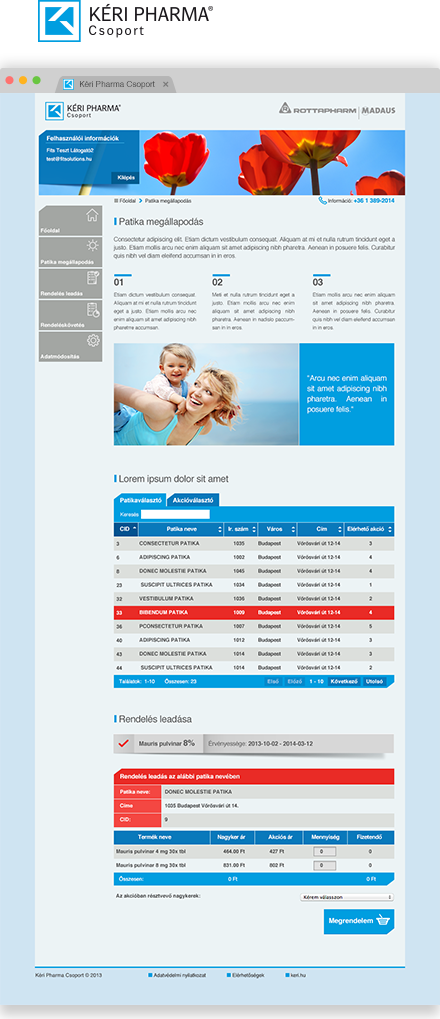 KÉRI PHARMA®
Csoport
Kéri Pharma Csoport ×
KÉRI PHARMA®
Csoport
ROTTAPHARM | MADAUS
Felhasználói információk
Fits Teszt Látogató2
test@fitsolutions.hu
Kilépés
Főoldal > Patika megállapodás
Információ: +36 1 389-2014
Főoldal
Patika megállapodás
Rendelés leadás
Rendeléskövetés
Adatmódosítás
Patika megállapodás
Consectetur adipiscing elit. Etiam dictum vestibulum consequat. Aliquam at mi et nulla rutrum tincidunt eget a
justo. Etiam mollis arcu nec enim aliquam sit amet adipiscing nibh pharetra. Aenean in posuere felis. Curabitur
quis nibh vel diam eleifend accumsan in in eros.
01
Etiam dictum vestibulum consequat.
Aliquam at mi et nulla rutrum tincidunt
eget a justo. Etiam mollis arcu nec
enim aliquam sit amet adipiscing nibh
pharetra accumsan.
02
Meti et nulla rutrum tincidunt eget a
justo. Etiam mollis arcu nec enim
aliquam sit amet adipiscing nibh
pharetra. Aenean in nadisto paccum-
san in in eros.
03
Etiam mollis arcu nec enim aliquam
sit amet adipiscing nibh pharetra.
Aenean in posuere felis. Curabitur
quis nibh vel diam eleifend accumsan
in in eros.
"Arcu nec enim aliquam
sit amet adipiscing nibh
pharetra. Aenean in
posuere felis."
Lorem ipsum dolor sit amet
Patikaválasztó Akcióválasztó
Keresés
CID Patika neve Ir. szám Város Cím Elérhető akció
3 CONSECTETUR PATIKA 1035 Budapest Vörösvári út 12-14 3
6 ADIPISCING PATIKA 1002 Budapest Vörösvári út 12-14 4
8 DONEC MOLESTIE PATIKA 1045 Budapest Vörösvári út 12-14 4
23 SUSCIPIT ULTRICES PATIKA 1034 Budapest Vörösvári út 12-14 1
32 VESTIBULUM PATIKA 1035 Budapest Vörösvári út 12-14 2
33 BIBENDUM PATIKA 1009 Budapest Vörösvári út 12-14 4
36 PCONSECTETUR PATIKA 1007 Budapest Vörösvári út 12-14 5
40 ADIPISCING PATIKA 1012 Budapest Vörösvári út 12-14 3
43 DONEC MOLESTIE PATIKA 1014 Budapest Vörösvári út 12-14 3
44 SUSCIPIT ULTRICES PATIKA 1014 Budapest Vörösvári út 12-14 2
Találatok: 1-10 Összesen: 23 Első Előző 1 - 10 Következő Utolsó
Rendelés leadása
Mauris pulvinar 8% Érvényessége: 2013-10-02 - 2014-03-12
Rendelés leadás az alábbi patika nevében
Patika neve: DONEC MOLESTIE PATIKA
Címe 1035 Budapest Vörösvári út 14.
CID: 9
Termék neve Nagyker ár Akciós ár Mennyiség Fizetendő
Mauris pulvinar 4 mg 30x tbl 464.00 Ft 427 Ft 0 0
Mauris pulvinar 8 mg 30x tbl 831.00 Ft 802 Ft 0 0
Összesen: 0 Ft 0 Ft
Az akcióban résztvevő nagykerek: Kérem válasszon
Megrendelem
Kéri Pharma Csoport © 2013 Adatvédelmi nyilatkozat Elérhetőségek keri.hu